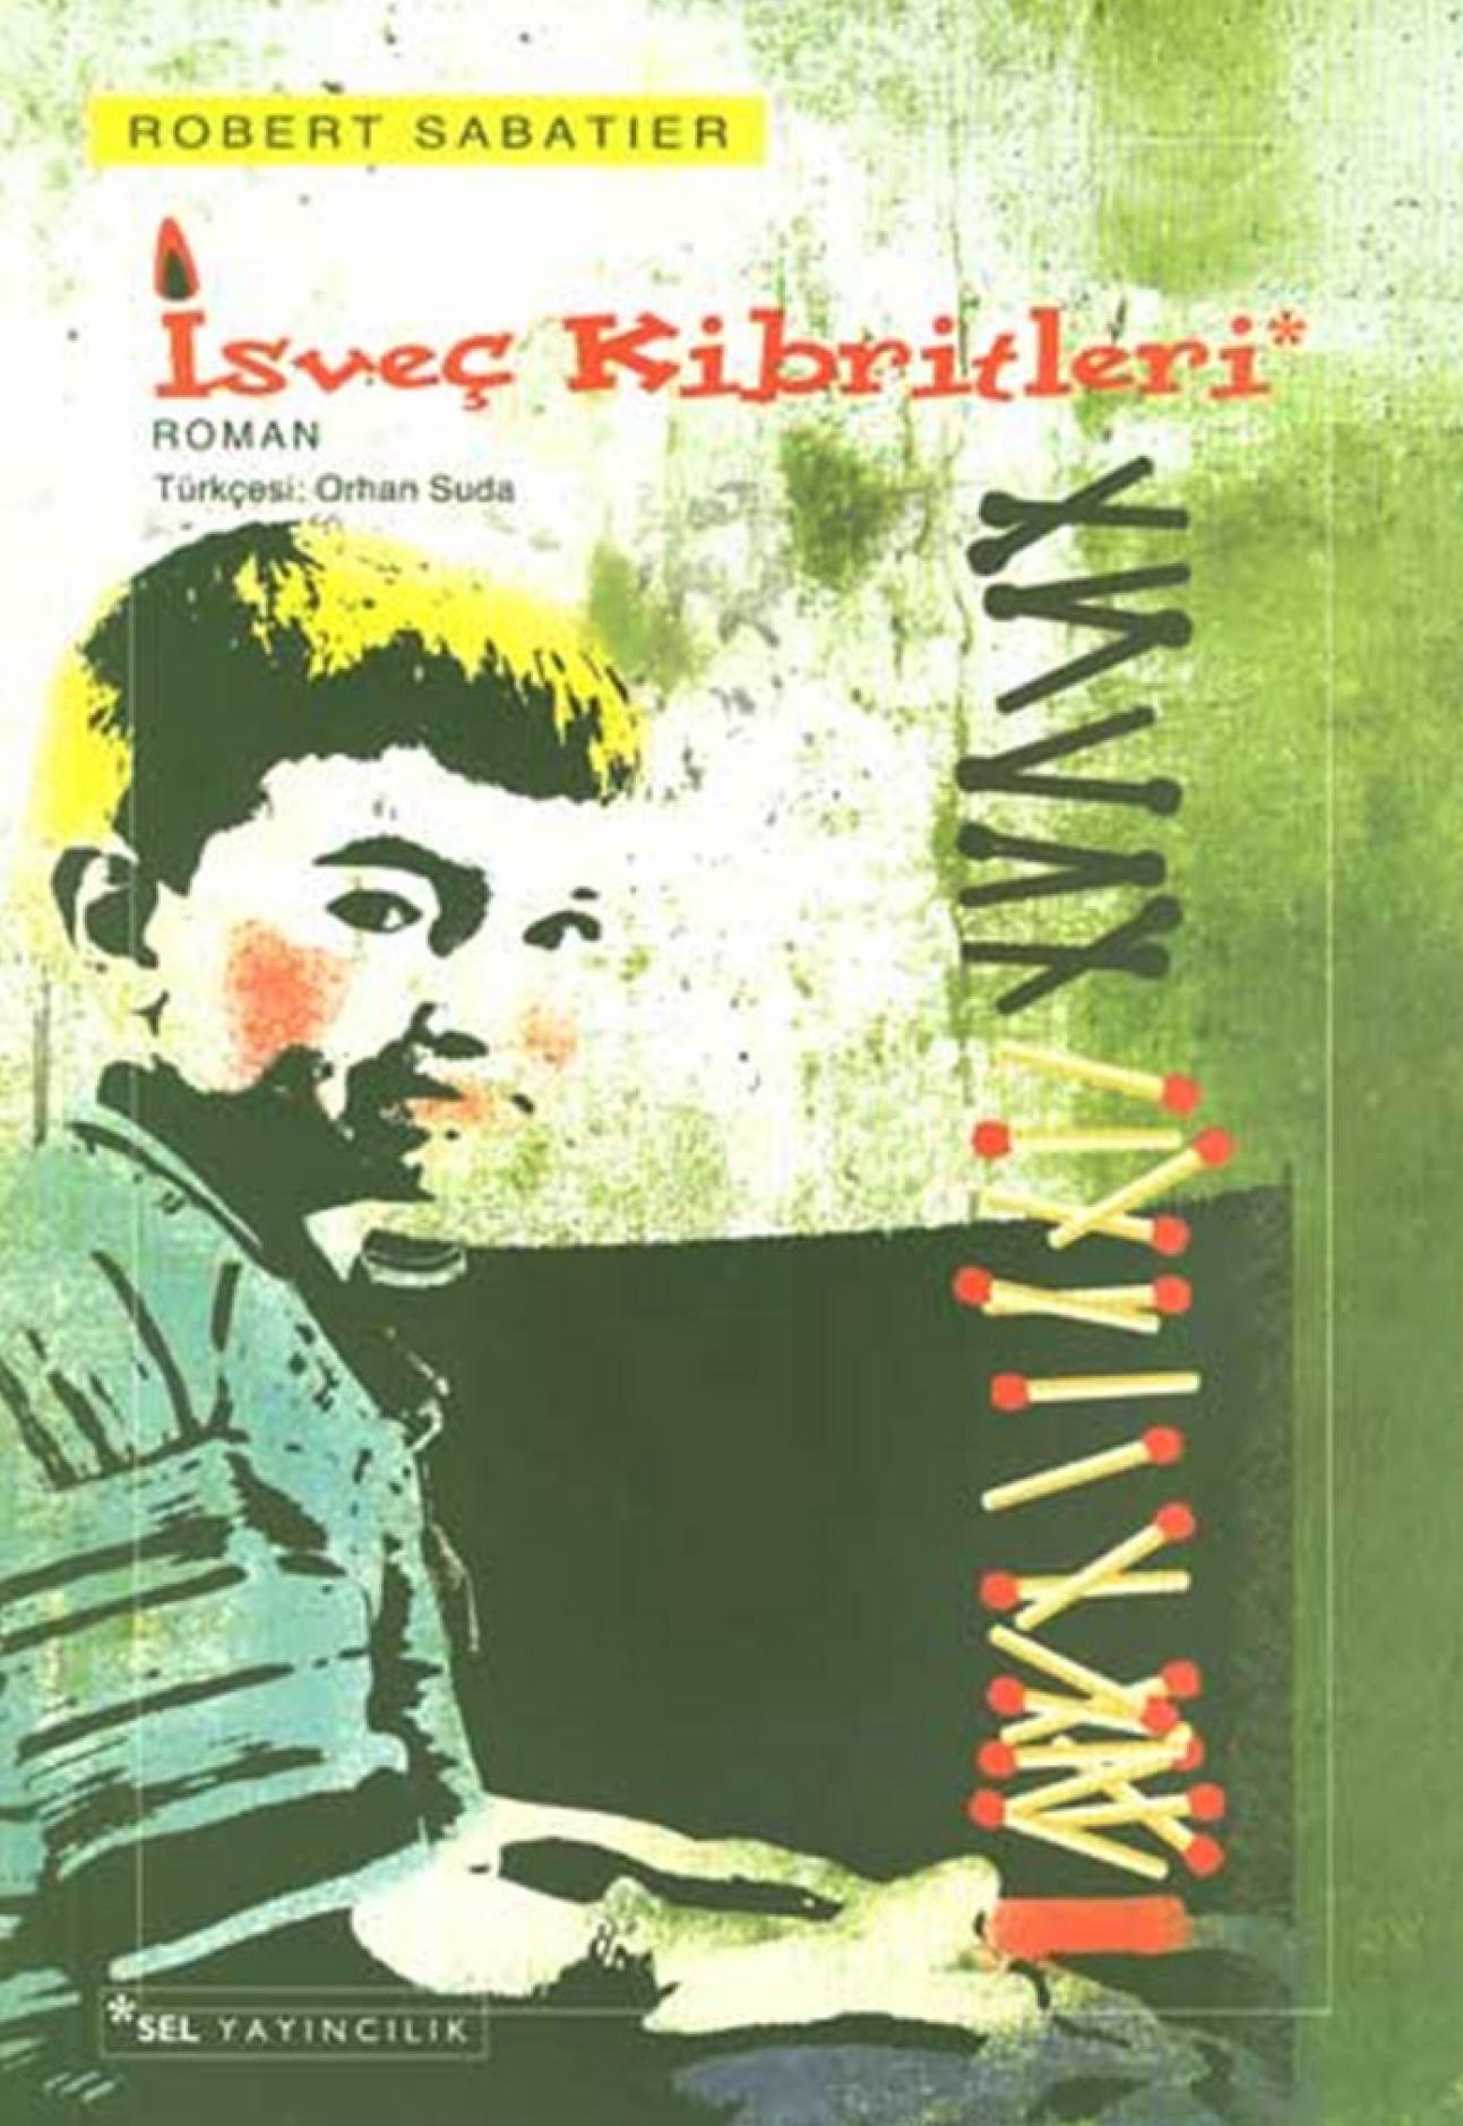 ROBERT SABATIER
İsveç Kibritleri*
ROMAN
Türkçesi: Orhan Suda
*SEL YAYINCILIK